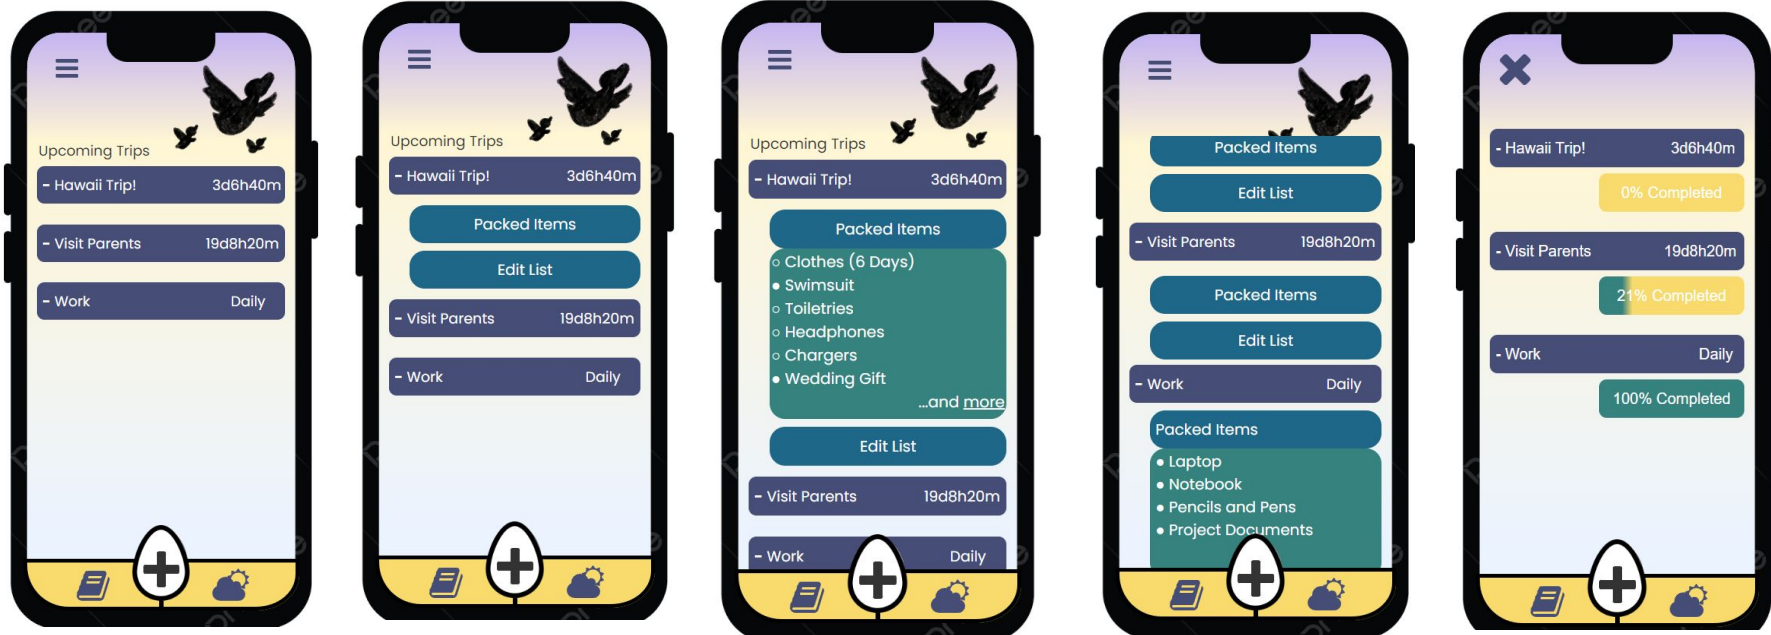 Upcoming Trips
- Hawaii Trip! 3d6h40m
- Visit Parents 19d8h20m
- Work Daily
Upcoming Trips
- Hawaii Trip! 3d6h40m
Packed Items
Edit List
- Visit Parents 19d8h20m
- Work Daily
Upcoming Trips
- Hawaii Trip! 3d6h40m
Packed Items
○ Clothes (6 Days)
● Swimsuit
○ Toiletries
○ Headphones
○ Chargers
● Wedding Gift
...and more
Edit List
- Visit Parents 19d8h20m
- Work Daily
Packed Items
Edit List
- Visit Parents 19d8h20m
Packed Items
Edit List
- Work Daily
Packed Items
● Laptop
● Notebook
● Pencils and Pens
● Project Documents
- Hawaii Trip! 3d6h40m
0% Completed
- Visit Parents 19d8h20m
21% Completed
- Work Daily
100% Completed